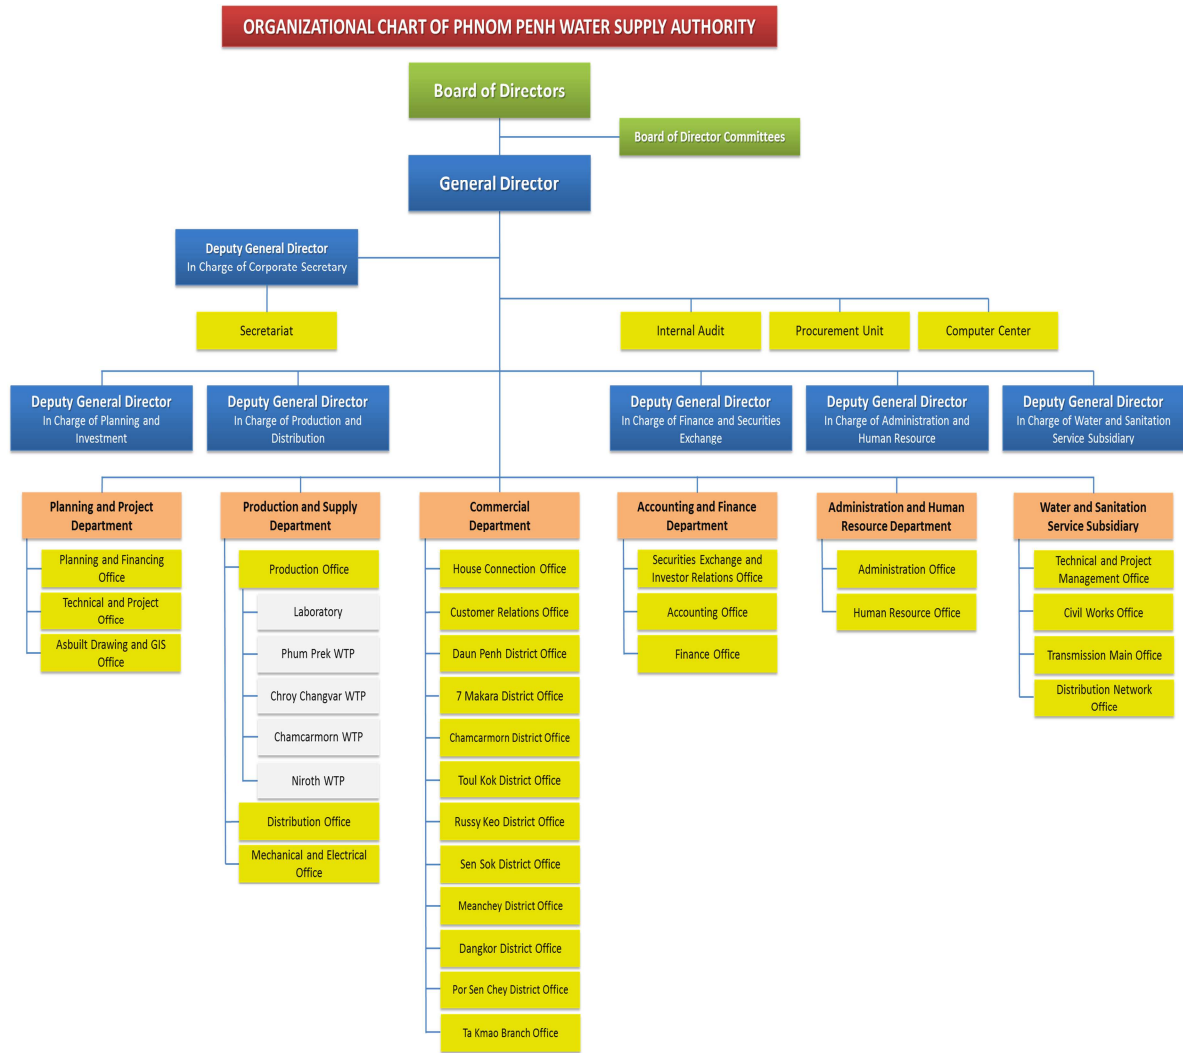 ORGANIZATIONAL CHART OF PHNOM PENH WATER SUPPLY AUTHORITY
Board of Directors
Board of Director Committees
General Director
Deputy General Director
In Charge of Corporate Secretary
Secretariat
Internal Audit
Procurement Unit
Computer Center
Deputy General Director
In Charge of Planning and
Investment
Deputy General Director
In Charge of Production and
Distribution
Deputy General Director
In Charge of Finance and Securities
Exchange
Deputy General Director
In Charge of Administration and
Human Resource
Deputy General Director
In Charge of Water and Sanitation
Service Subsidiary
Planning and Project
Department
Planning and Financing
Office
Technical and Project
Office
Asbuilt Drawing and GIS
Office
Production and Supply
Department
Production Office
Laboratory
Phum Prek WTP
Chroy Changvar WTP
Chamcarmorn WTP
Niroth WTP
Distribution Office
Mechanical and Electrical
Office
Commercial
Department
House Connection Office
Customer Relations Office
Daun Penh District Office
7 Makara District Office
Chamcarmorn District Office
Toul Kok District Office
Russy Keo District Office
Sen Sok District Office
Meanchey District Office
Dangkor District Office
Por Sen Chey District Office
Ta Kmao Branch Office
Accounting and Finance
Department
Securities Exchange and
Investor Relations Office
Accounting Office
Finance Office
Administration and Human
Resource Department
Administration Office
Human Resource Office
Water and Sanitation
Service Subsidiary
Technical and Project
Management Office
Civil Works Office
Transmission Main Office
Distribution Network
Office